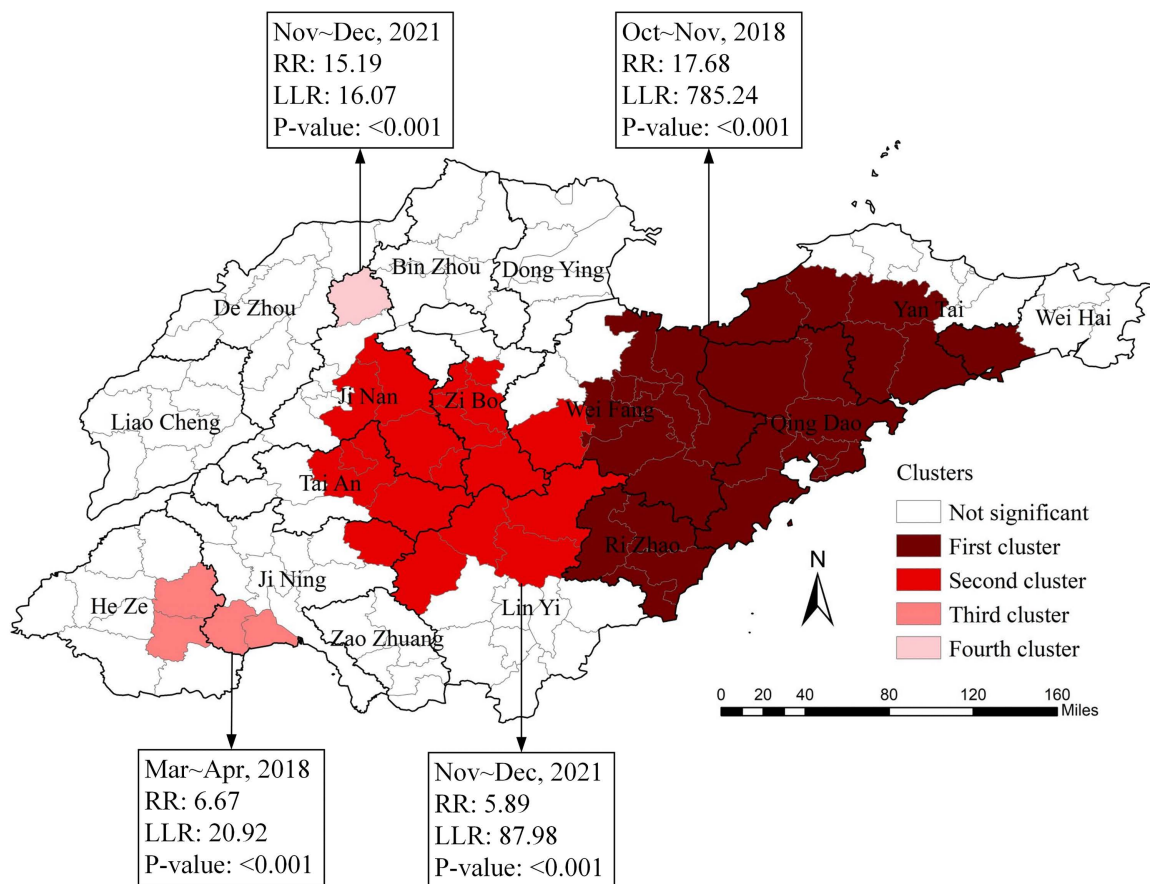 Nov~Dec, 2021
RR: 15.19
LLR: 16.07
P-value: <0.001
Oct~Nov, 2018
RR: 17.68
LLR: 785.24
P-value: <0.001
Bin Zhou
Dong Ying
De Zhou
Yan Tai
Wei Hai
Ji Nan
Zi Bo
Wei Fang
Liao Cheng
Qing Dao
Tai An
Ri Zhao
Ji Ning
He Ze
Lin Yi
Zao Zhuang
Clusters
Not significant
First cluster
Second cluster
Third cluster
Fourth cluster
N
0 20 40 80 120 160
Miles
Mar~Apr, 2018
RR: 6.67
LLR: 20.92
P-value: <0.001
Nov~Dec, 2021
RR: 5.89
LLR: 87.98
P-value: <0.001